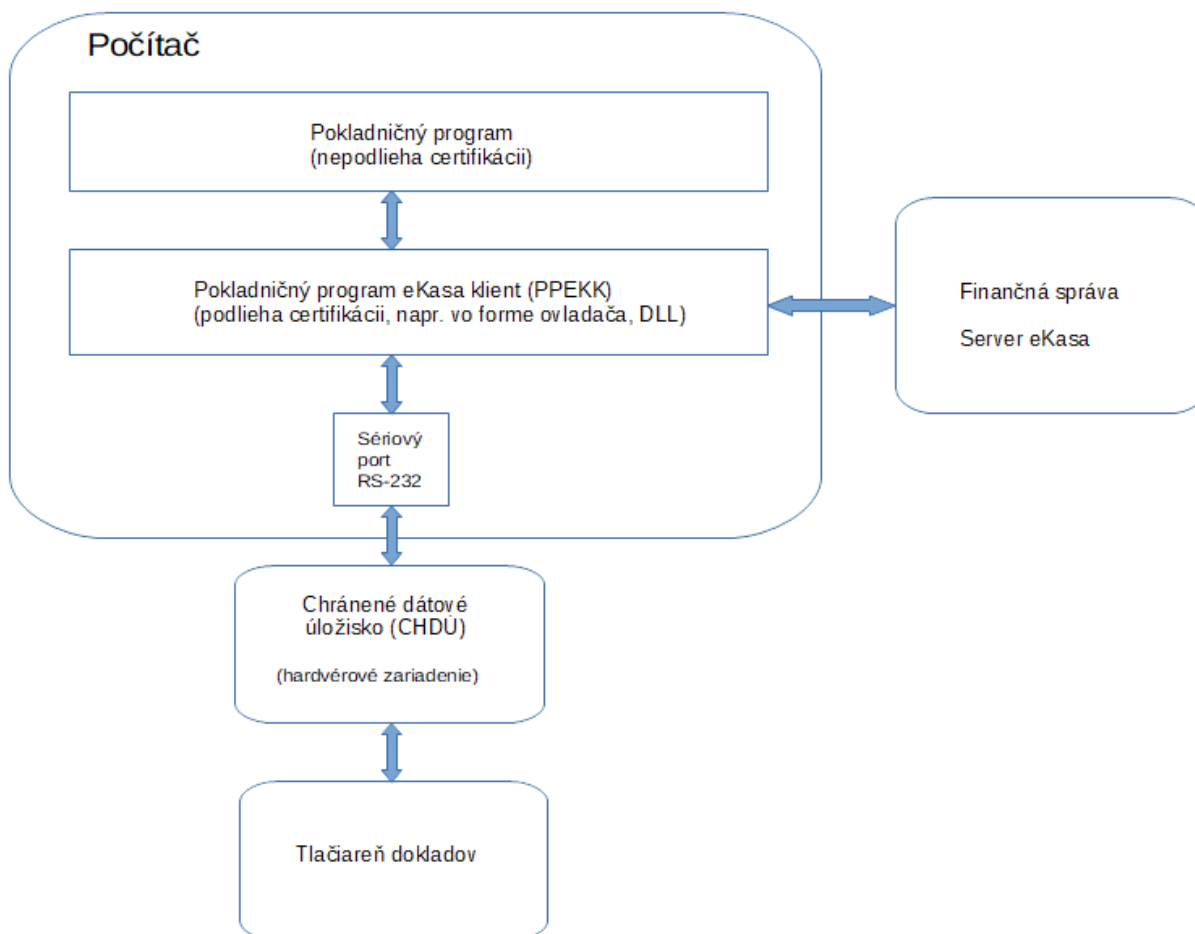 Počítač
Pokladničný program
(nepodlieha certifikácii)
Pokladničný program eKasa klient (PPEKK)
(podlieha certifikácii, napr. vo forme ovladača, DLL)
Finančná správa
Server eKasa
Sériový
port
RS-232
Chránené dátové
úložisko (CHDÚ)
(hardvérové zariadenie)
Tlačiareň dokladov